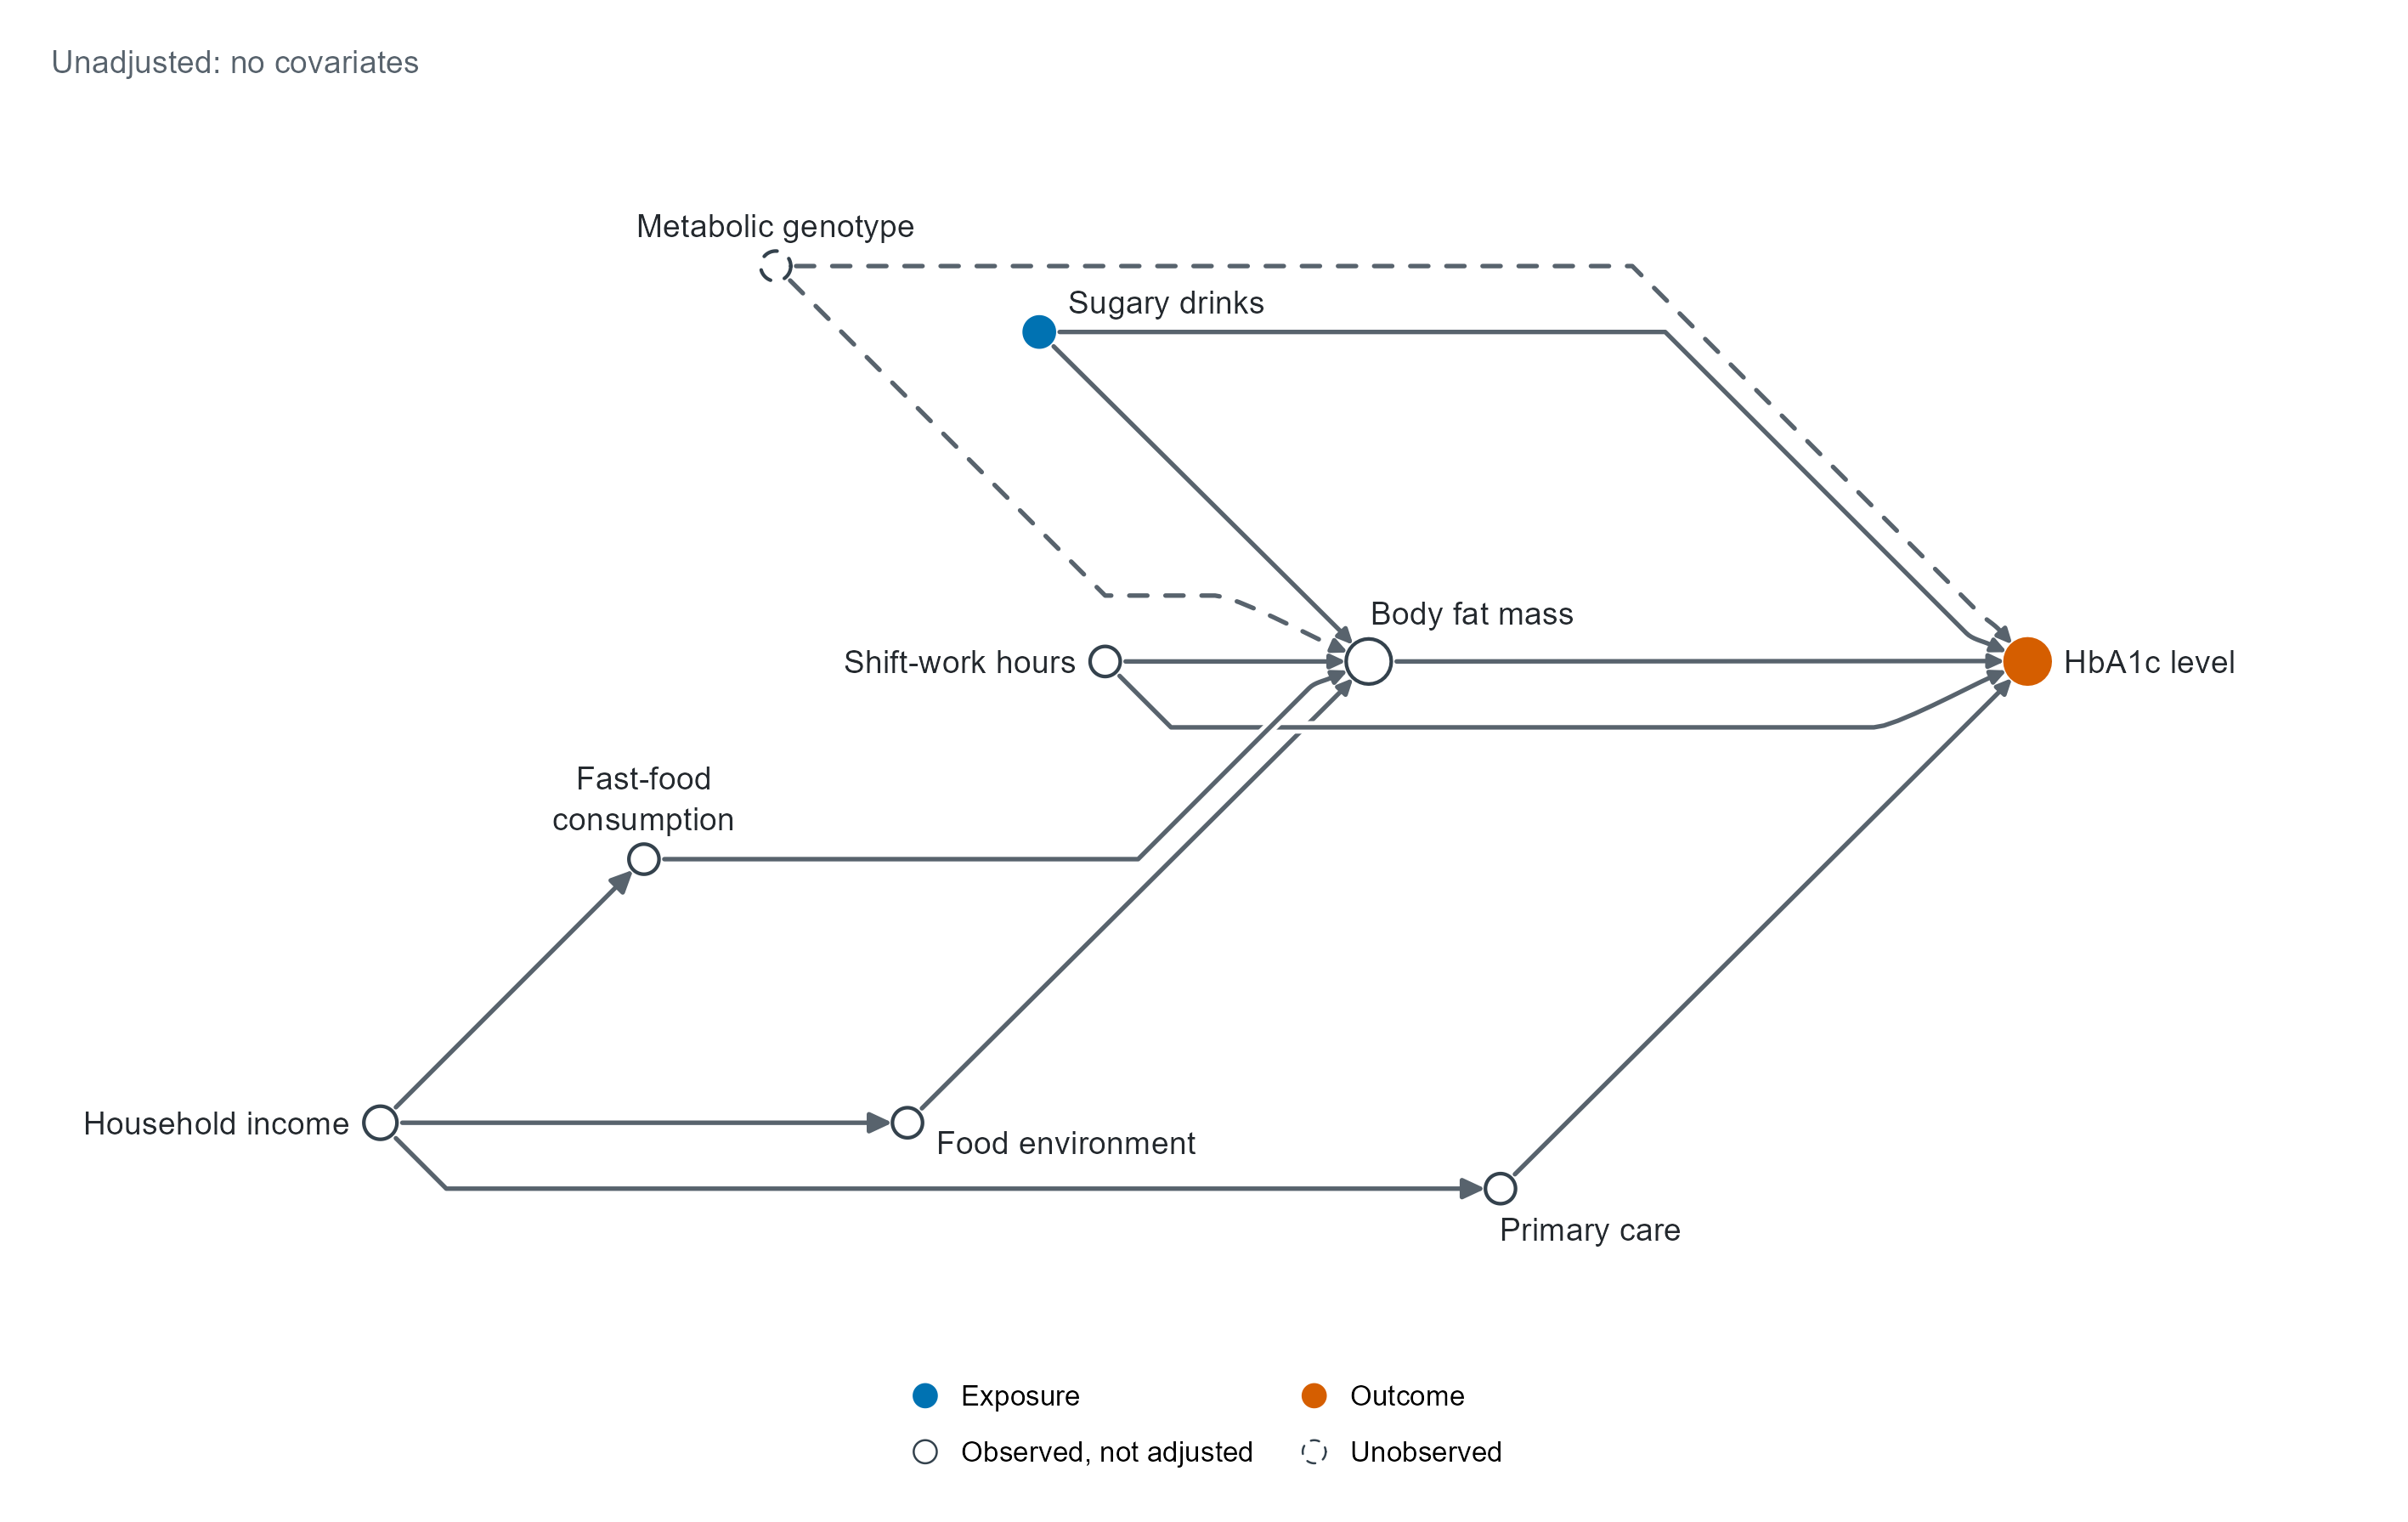 Unadjusted: no covariates
Metabolic genotype
Sugary drinks
Body fat mass
Shift-work hours
HbA1c level
Fast-food
consumption
Household income
Food environment
Primary care
Exposure
Outcome
Observed, not adjusted
Unobserved